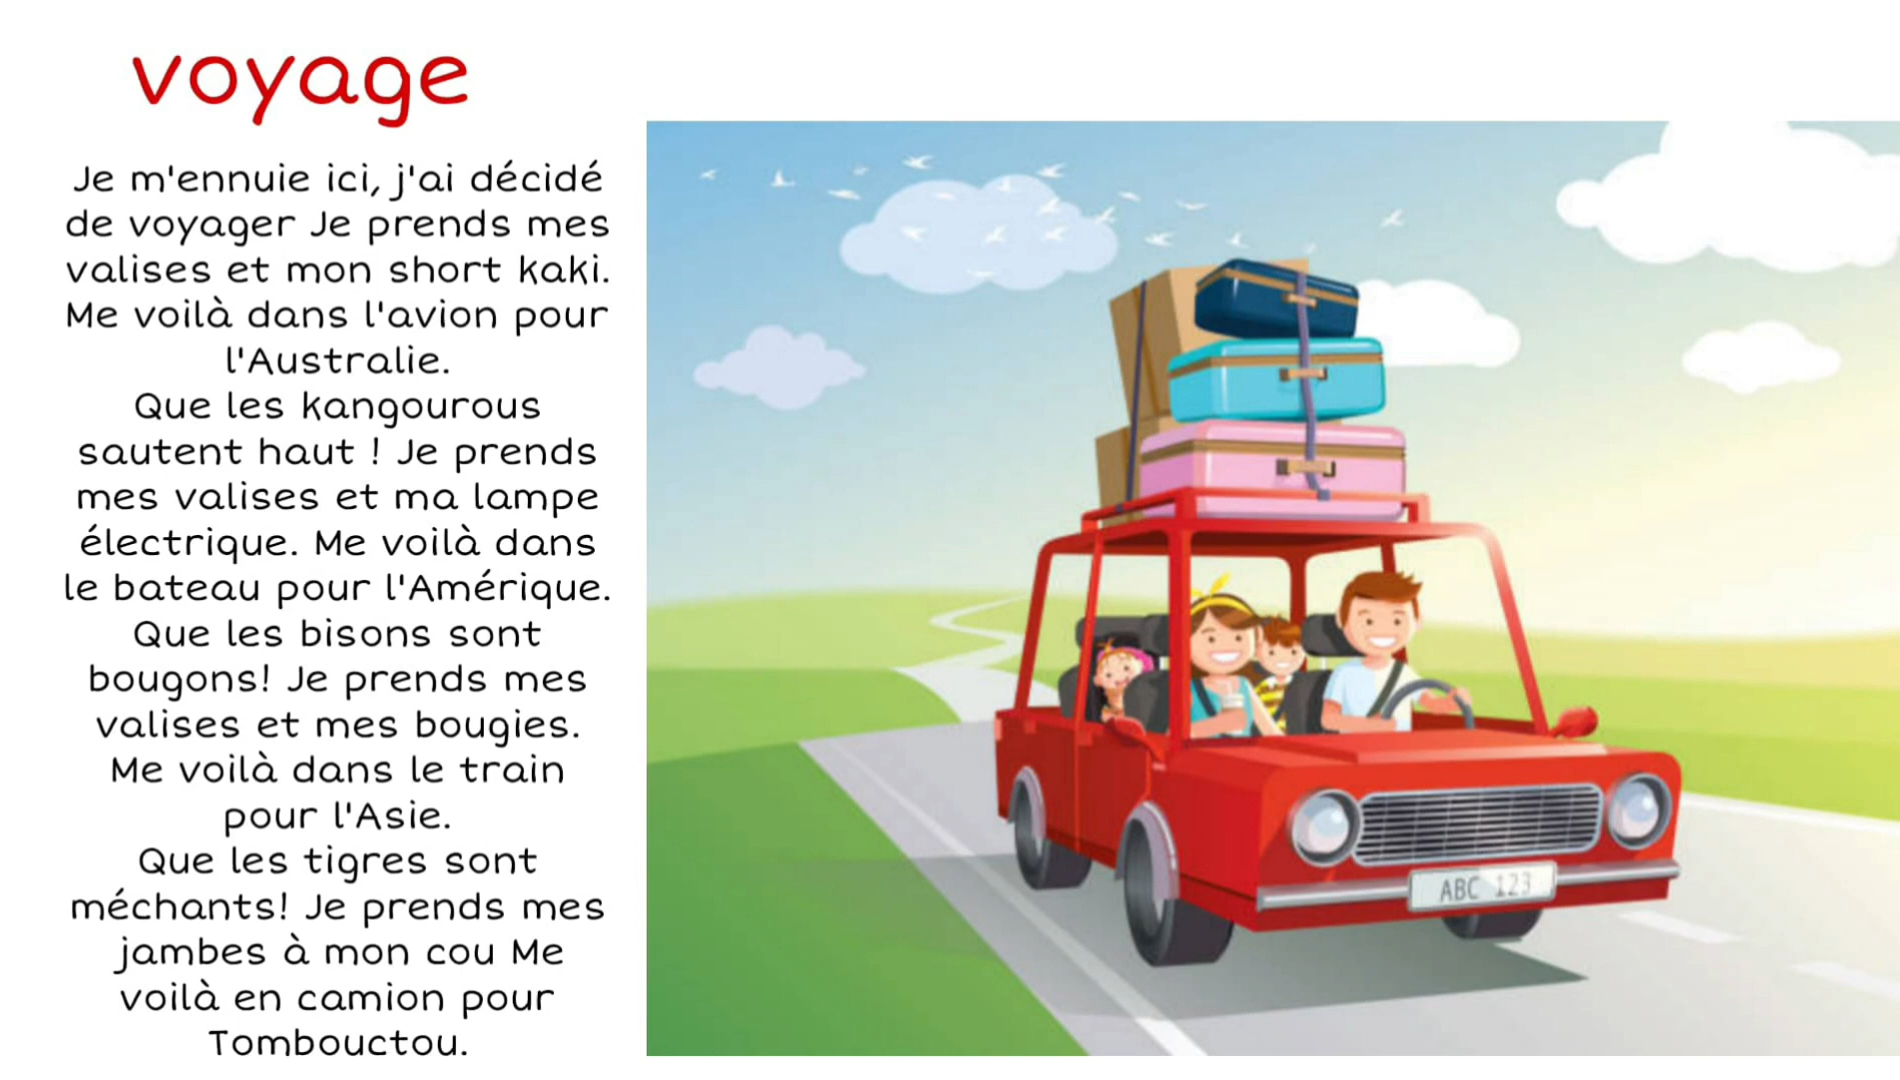 voyage
Je m'ennuie ici, j'ai décidé
de voyager Je prends mes
valises et mon short kaki.
Me voilà dans l'avion pour
l'Australie.
Que les kangourous
sautent haut ! Je prends
mes valises et ma lampe
électrique. Me voilà dans
le bateau pour l'Amérique.
Que les bisons sont
bougons! Je prends mes
valises et mes bougies.
Me voilà dans le train
pour l'Asie.
Que les tigres sont
méchants! Je prends mes
jambes à mon cou Me
voilà en camion pour
Tombouctou.
ABC 123